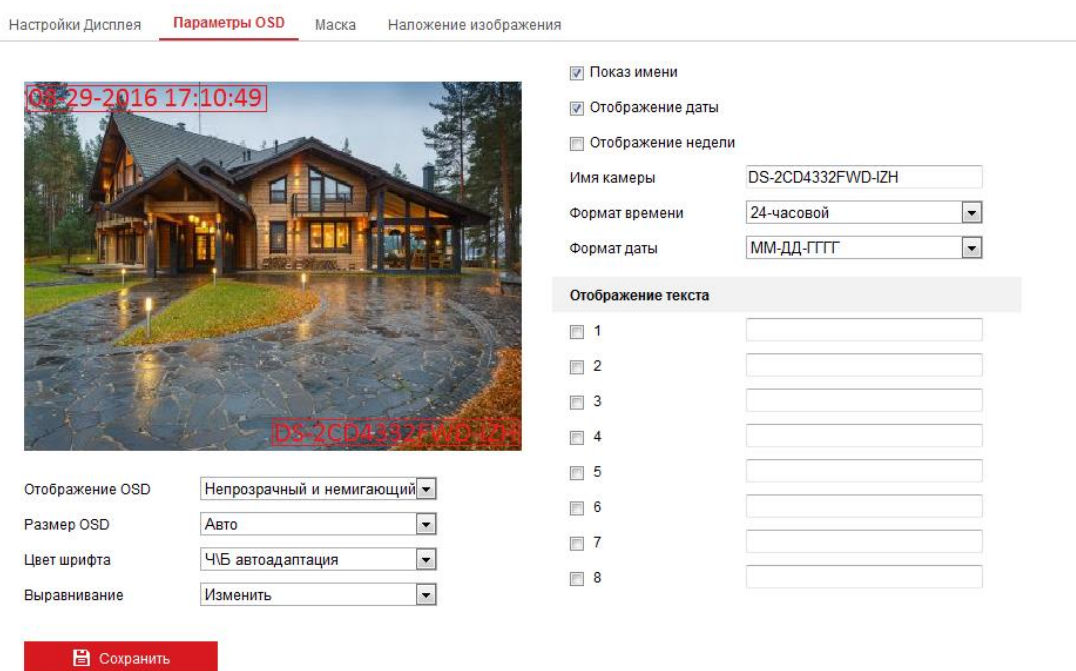 Настройки Дисплея Параметры OSD Маска Наложение изображения
08-29-2016 17:10:49
DS-2CD4332FWD-IZH
Отображение OSD Непрозрачный и немигающий
Размер OSD Авто
Цвет шрифта Ч\Б автоадаптация
Выравнивание Изменить
Сохранить
Показ имени
Отображение даты
Отображение недели
Имя камеры DS-2CD4332FWD-IZH
Формат времени 24-часовой
Формат даты ММ-ДД-ГГГГ
Отображение текста
1
2
3
4
5
6
7
8